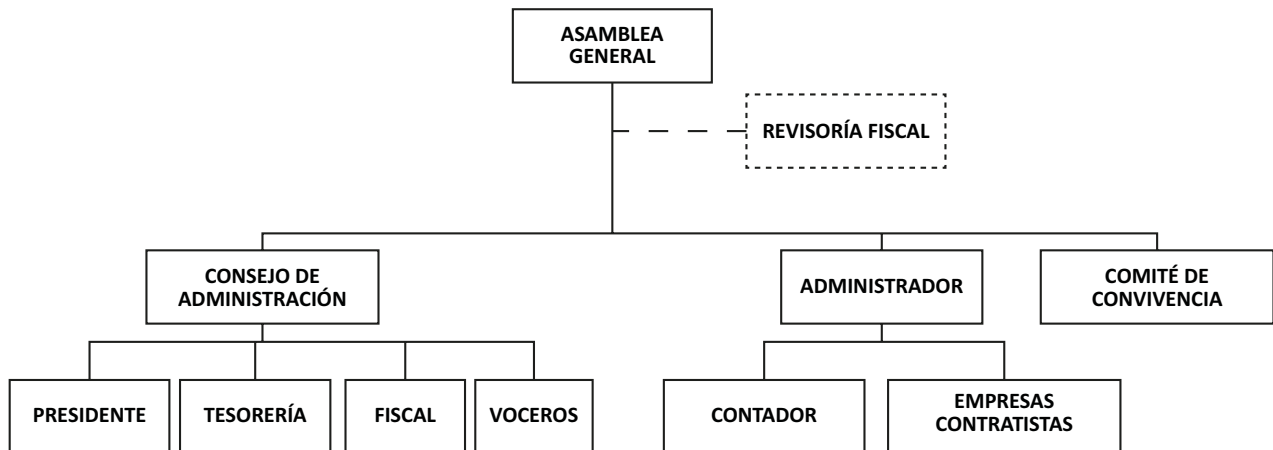 ASAMBLEA
GENERAL
REVISORÍA FISCAL
CONSEJO DE
ADMINISTRACIÓN
ADMINISTRADOR
COMITÉ DE
CONVIVENCIA
PRESIDENTE
TESORERÍA
FISCAL
VOCEROS
CONTADOR
EMPRESAS
CONTRATISTAS